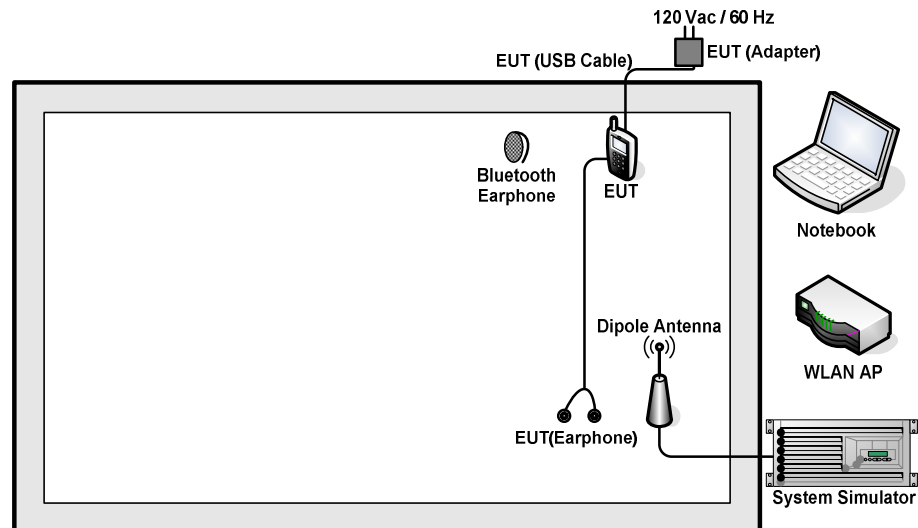 120 Vac / 60 Hz
EUT (USB Cable)
EUT (Adapter)
Bluetooth
Earphone
EUT
Notebook
Dipole Antenna
WLAN AP
EUT(Earphone)
System Simulator